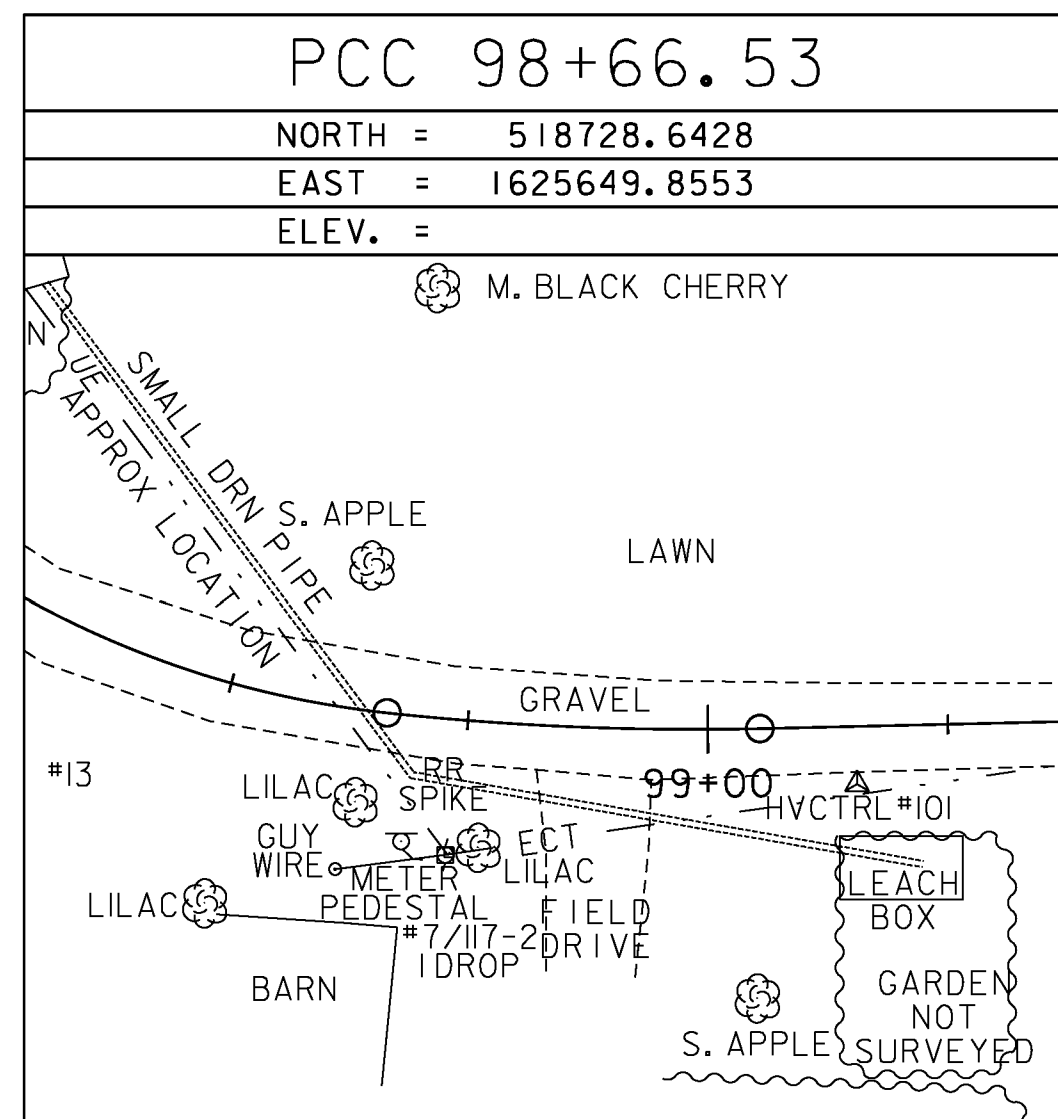 PCC 98+66.53
NORTH = 518728.6428
EAST = 1625649.8553
ELEV. =
M. BLACK CHERRY
N
UE
APPROX LOCATION
SMALL DRN PIPE
S. APPLE
LAWN
GRAVEL
#13
LILAC
RR
SPIKE
99+00
HVCTRL #101
GUY
WIRE
ECT
LILAC
METER
PEDESTAL
LILAC
#7/117-2
1 DROP
FIELD
DRIVE
LEACH
BOX
BARN
GARDEN
NOT
SURVEYED
S. APPLE